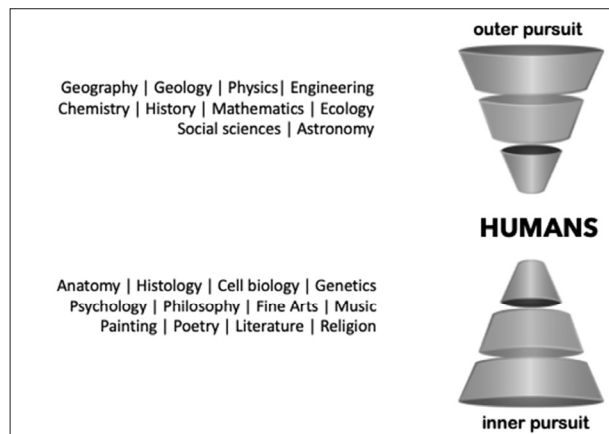 outer pursuit
Geography | Geology | Physics| Engineering
Chemistry | History | Mathematics | Ecology
Social sciences | Astronomy
HUMANS
Anatomy | Histology | Cell biology | Genetics
Psychology | Philosophy | Fine Arts | Music
Painting | Poetry | Literature | Religion
inner pursuit